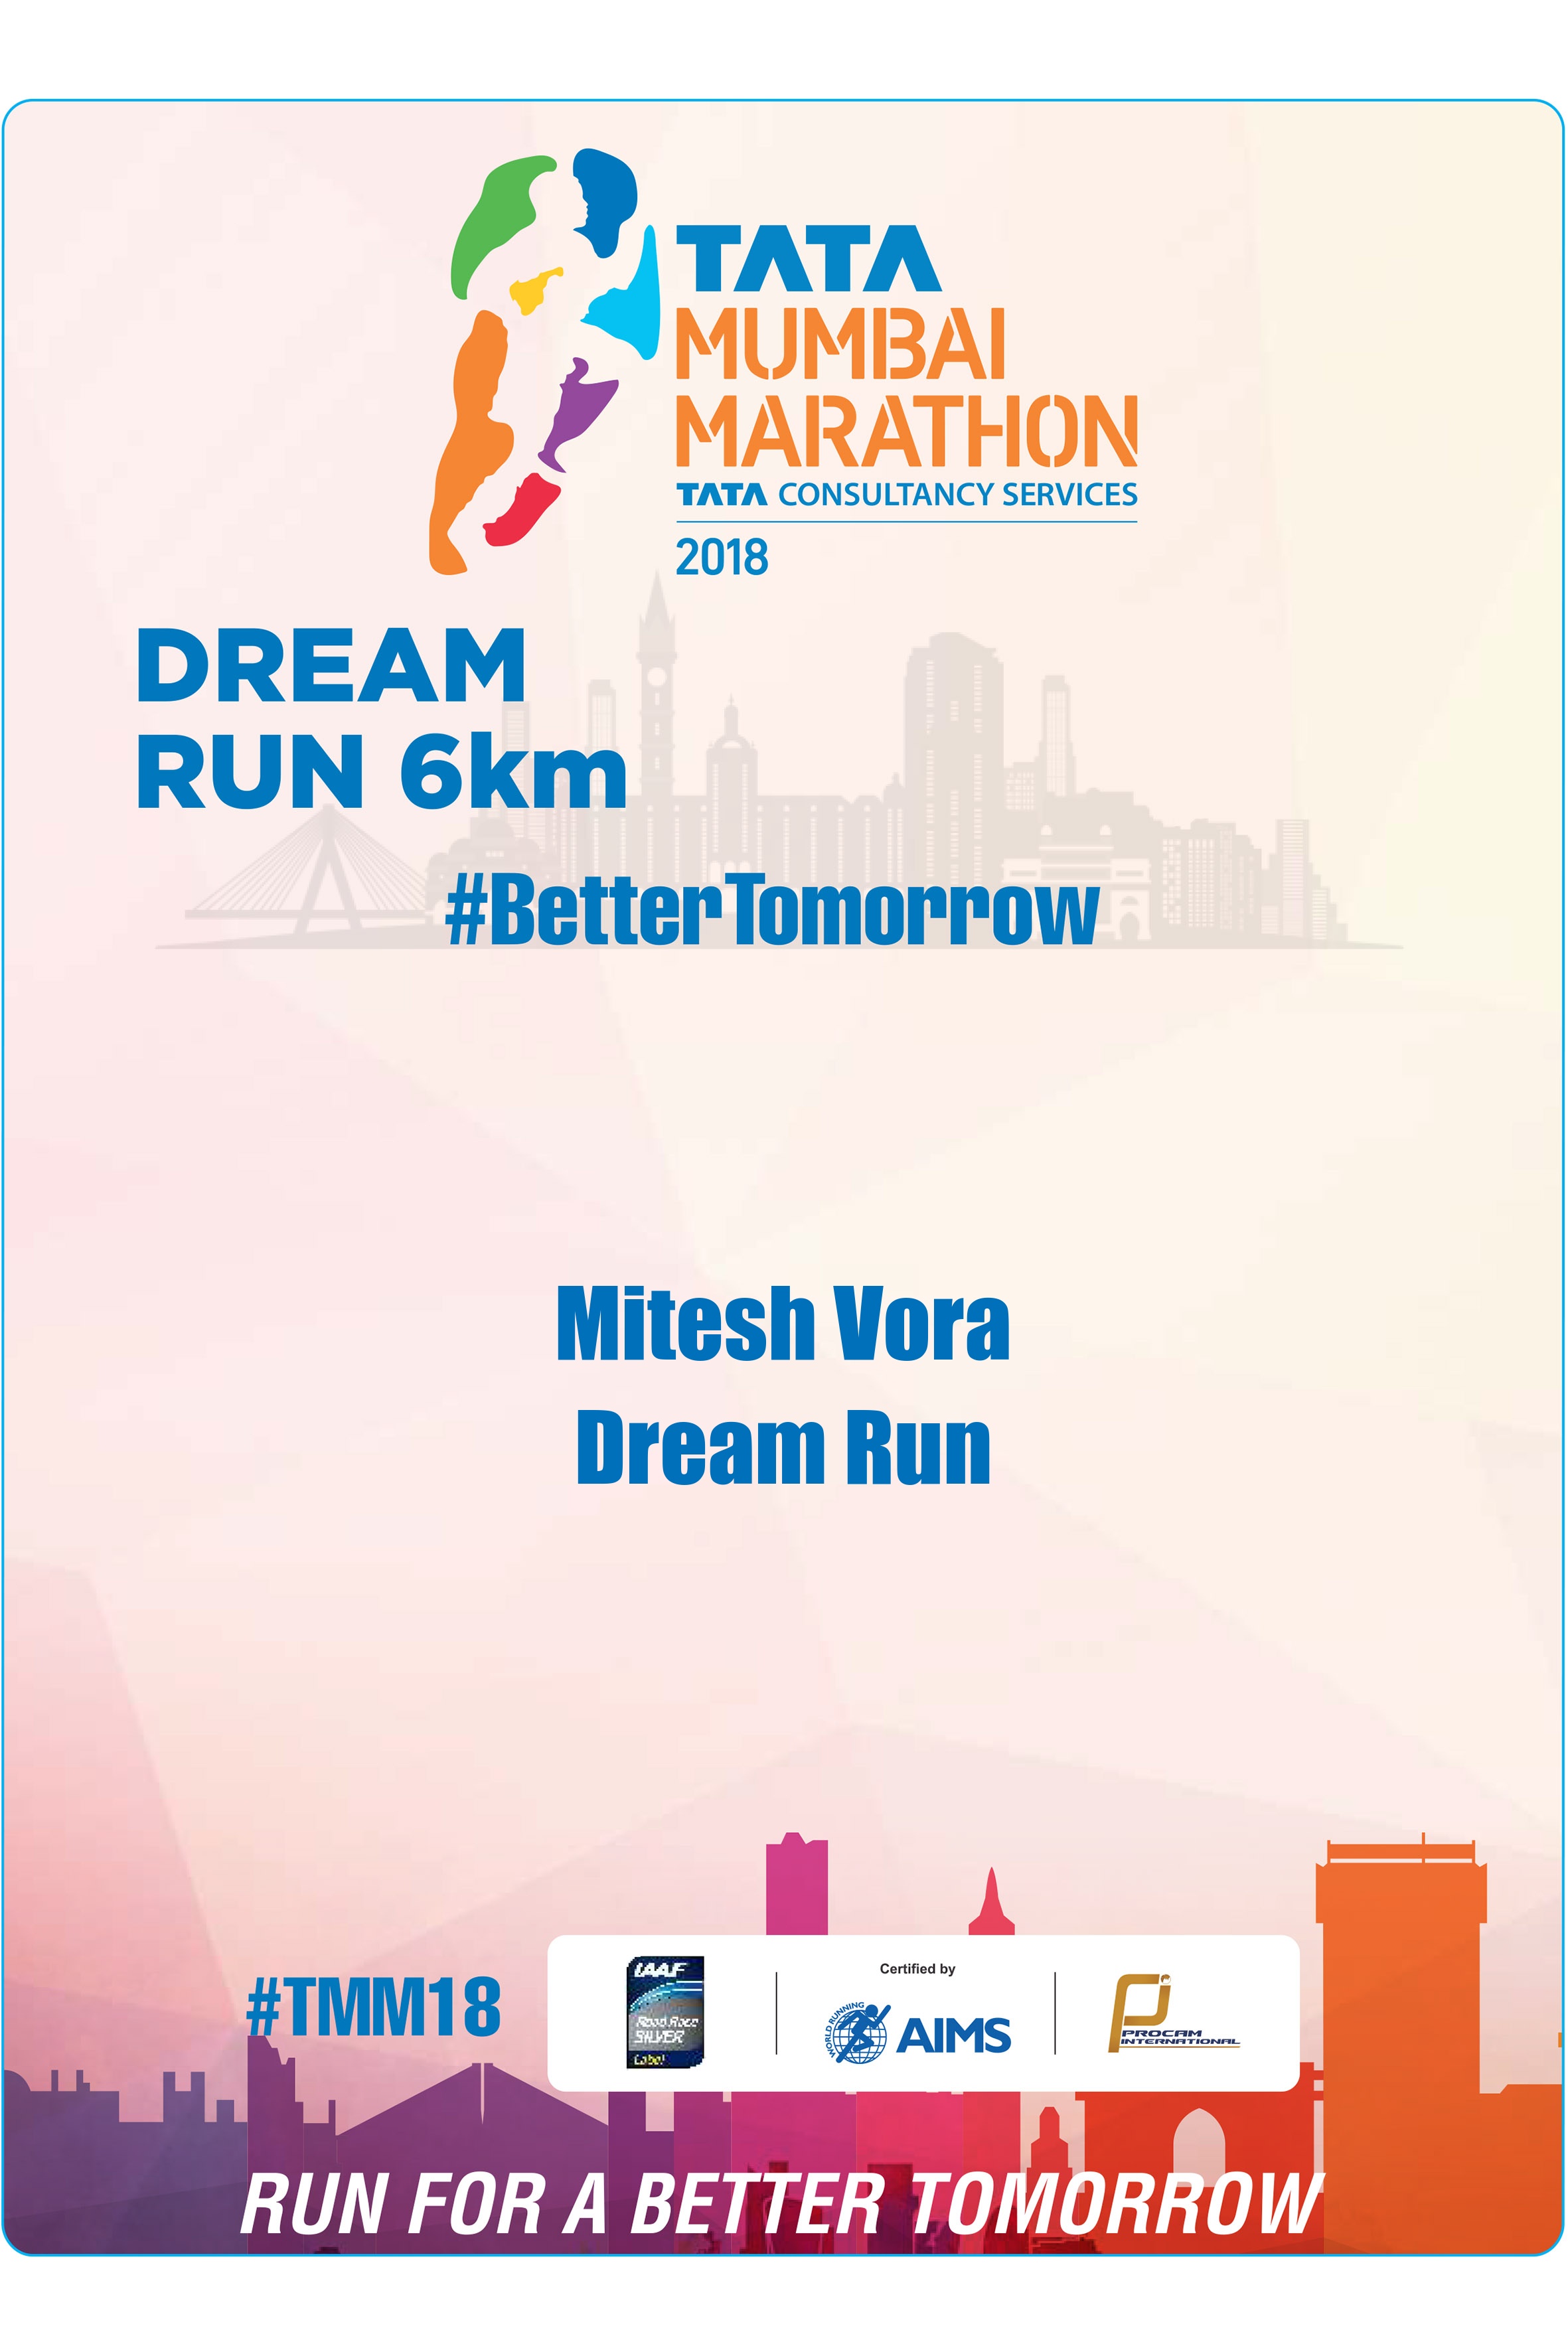 TATA
MUMBAI
MARATHON
TATA CONSULTANCY SERVICES
2018
DREAM
RUN 6km
#BetterTomorrow
Mitesh Vora
Dream Run
#TMM18
IAAF
Road Race
SILVER
Label
Certified by
WORLD RUNNING
AIMS
PROCAM
INTERNATIONAL
RUN FOR A BETTER TOMORROW